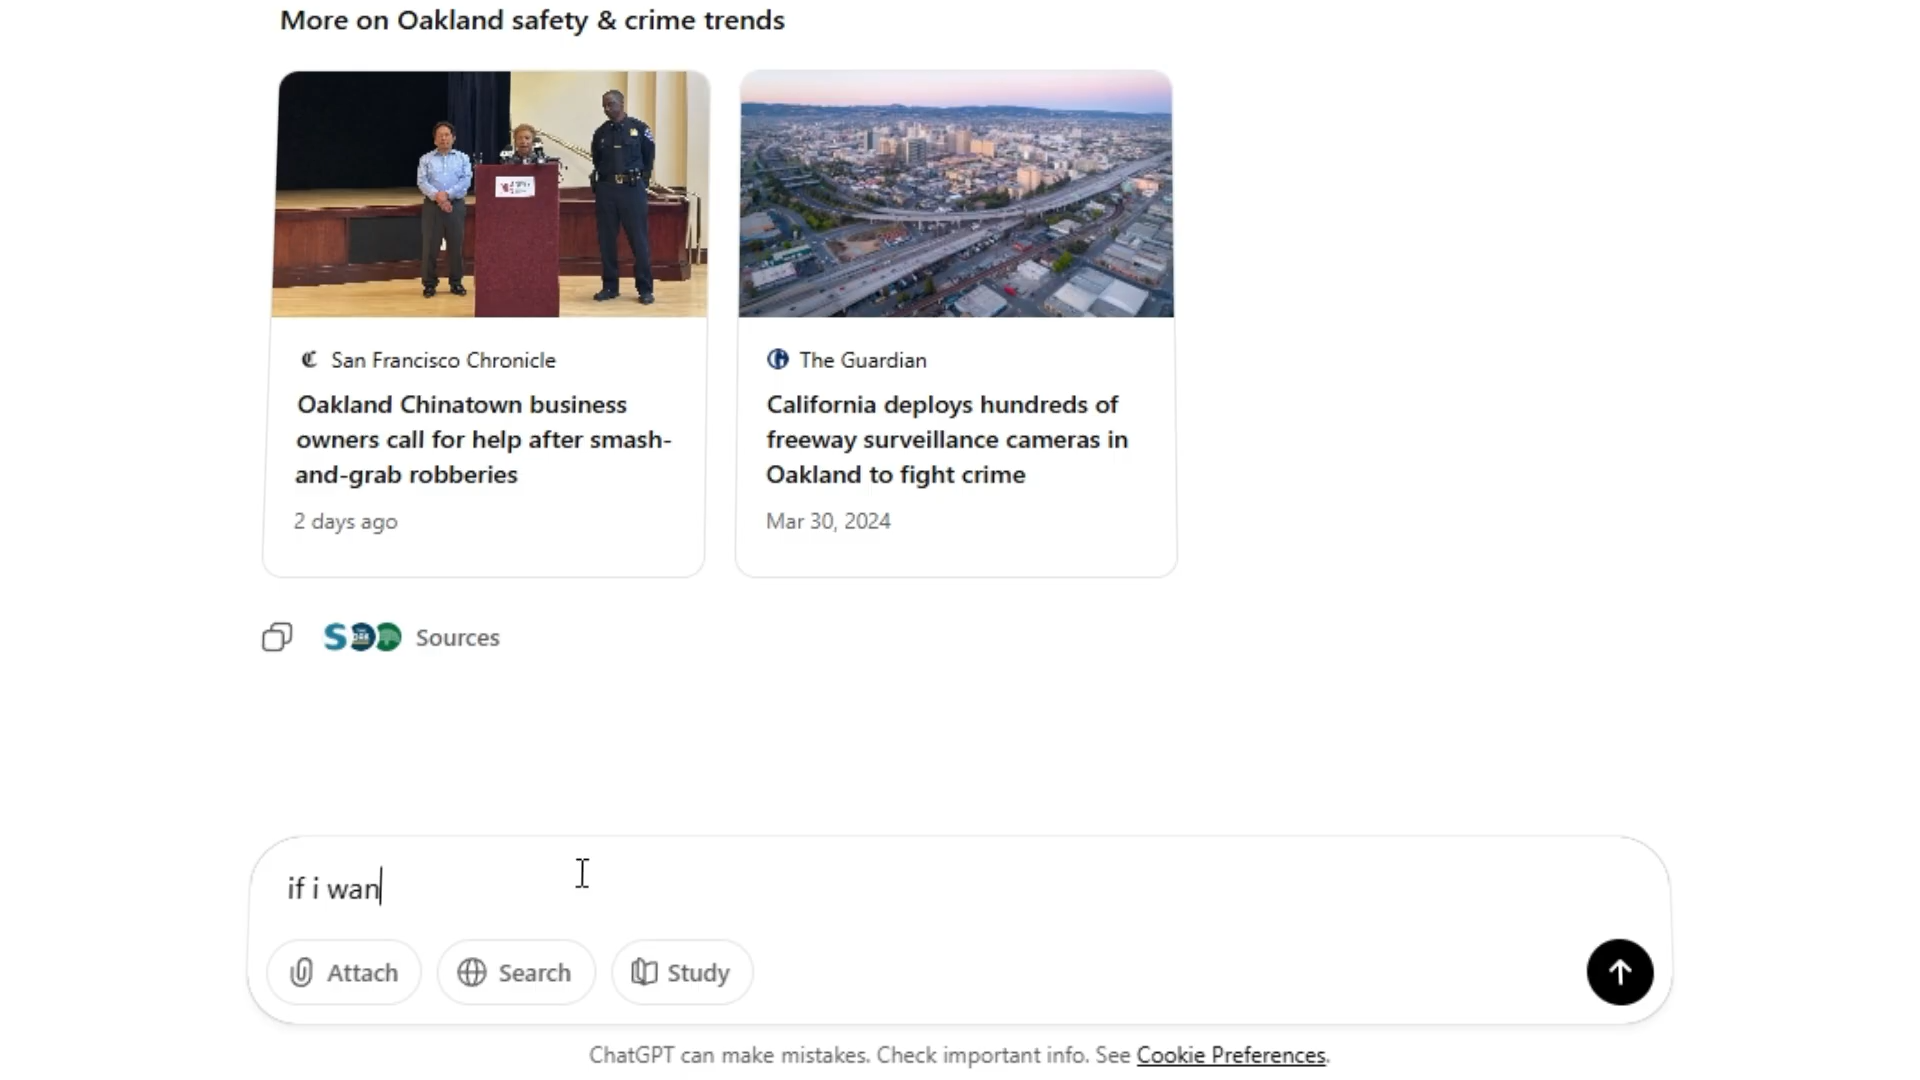 More on Oakland safety & crime trends
San Francisco Chronicle
Oakland Chinatown business
owners call for help after smash-
and-grab robberies
2 days ago
The Guardian
California deploys hundreds of
freeway surveillance cameras in
Oakland to fight crime
Mar 30, 2024
Sources
if i wan
Attach
Search
Study
ChatGPT can make mistakes. Check important info. See Cookie Preferences.